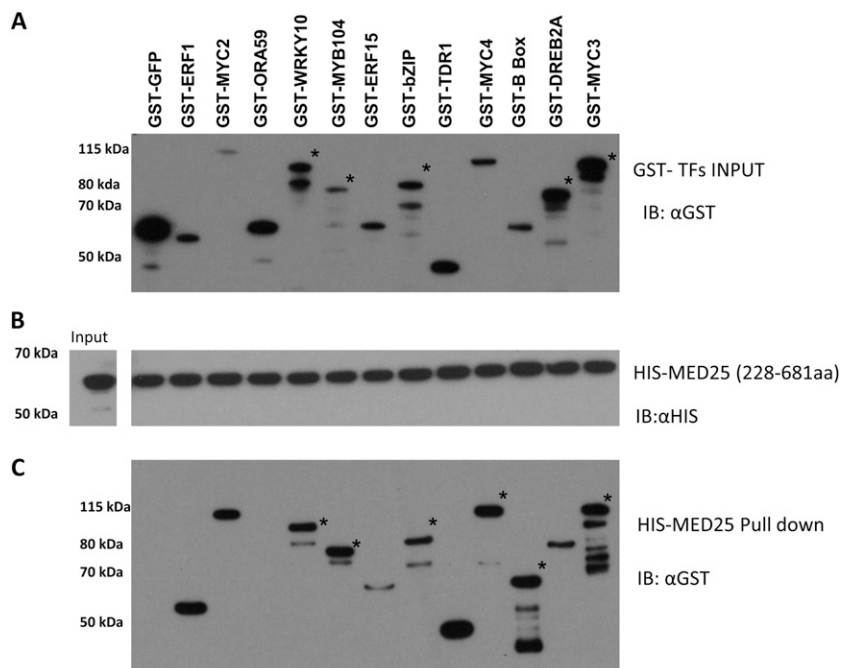 A
GST-GFP
GST-ERF1
GST-MYC2
GST-ORA59
GST-WRKY10
GST-MYB104
GST-ERF15
GST-bZIP
GST-TDR1
GST-MYC4
GST-B Box
GST-DREB2A
GST-MYC3
115 kDa
80 kda
70 kDa
50 kDa
* * * * *
GST- TFs INPUT
IB: αGST
B
Input
70 kDa
50 kDa
HIS-MED25 (228-681aa)
IB:αHIS
C
115 kDa
80 kDa
70 kDa
50 kDa
* * * * * *
HIS-MED25 Pull down
IB: αGST